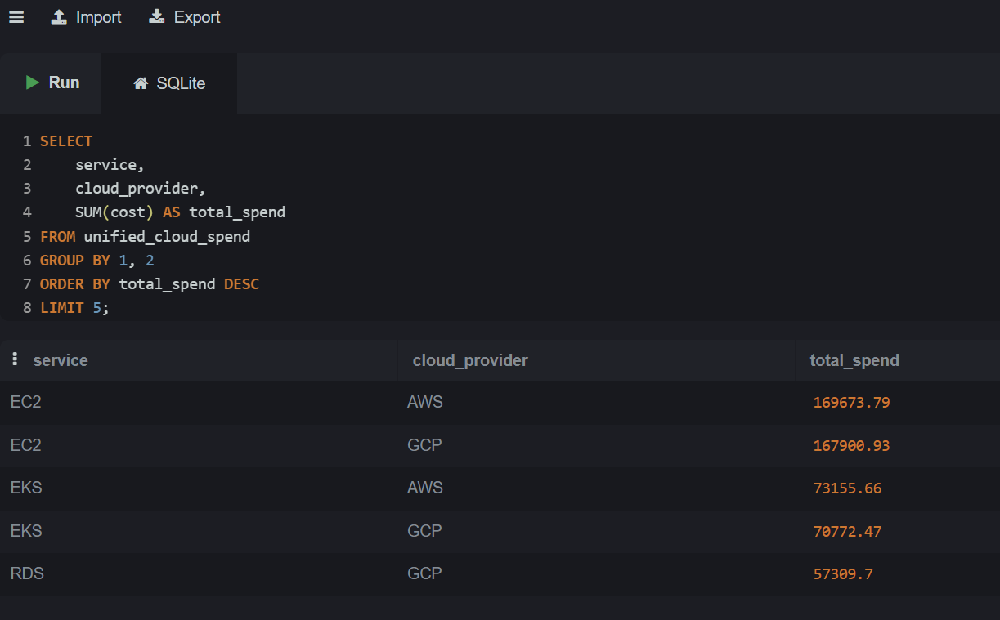 Import Export
Run SQLite
1 SELECT
2     service,
3     cloud_provider,
4     SUM(cost) AS total_spend
5 FROM unified_cloud_spend
6 GROUP BY 1, 2
7 ORDER BY total_spend DESC
8 LIMIT 5;
service cloud_provider total_spend
EC2 AWS 169673.79
EC2 GCP 167900.93
EKS AWS 73155.66
EKS GCP 70772.47
RDS GCP 57309.7